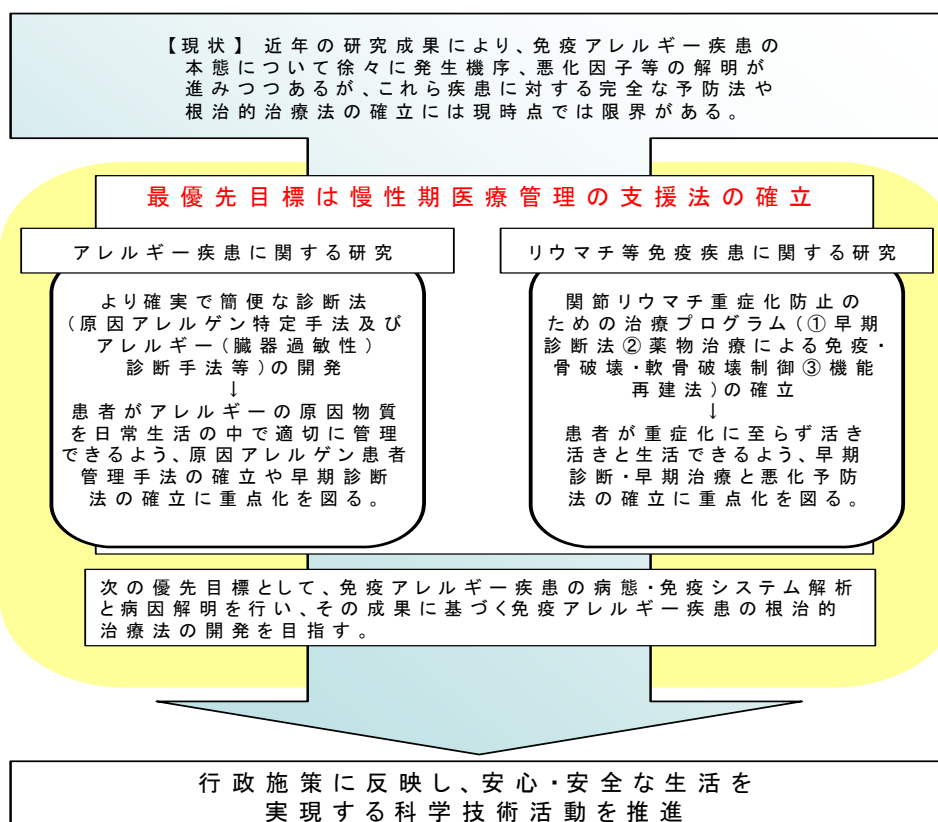 【現状】 近年の研究成果により、免疫アレルギー疾患の
本態について徐々に発生機序、悪化因子等の解明が
進みつつあるが、これら疾患に対する完全な予防法や
根治的治療法の確立には現時点では限界がある。
最優先目標は慢性期医療管理の支援法の確立
アレルギー疾患に関する研究
より確実で簡便な診断法
(原因アレルゲン特定手法及び
アレルギー(臓器過敏性)
診断手法等)の開発
↓
患者がアレルギーの原因物質
を日常生活の中で適切に管理
できるよう、原因アレルゲン患者
管理手法の確立や早期診断
法の確立に重点化を図る。
リウマチ等免疫疾患に関する研究
関節リウマチ重症化防止の
ための治療プログラム(①早期
診断法②薬物治療による免疫・
骨破壊・軟骨破壊制御③機能
再建法)の確立
↓
患者が重症化に至らず活き
活きと生活できるよう、早期
診断・早期治療と悪化予防
法の確立に重点化を図る。
次の優先目標として、免疫アレルギー疾患の病態・免疫システム解析
と病因解明を行い、その成果に基づく免疫アレルギー疾患の根治的
治療法の開発を目指す。
行政施策に反映し、安心・安全な生活を
実現する科学技術活動を推進